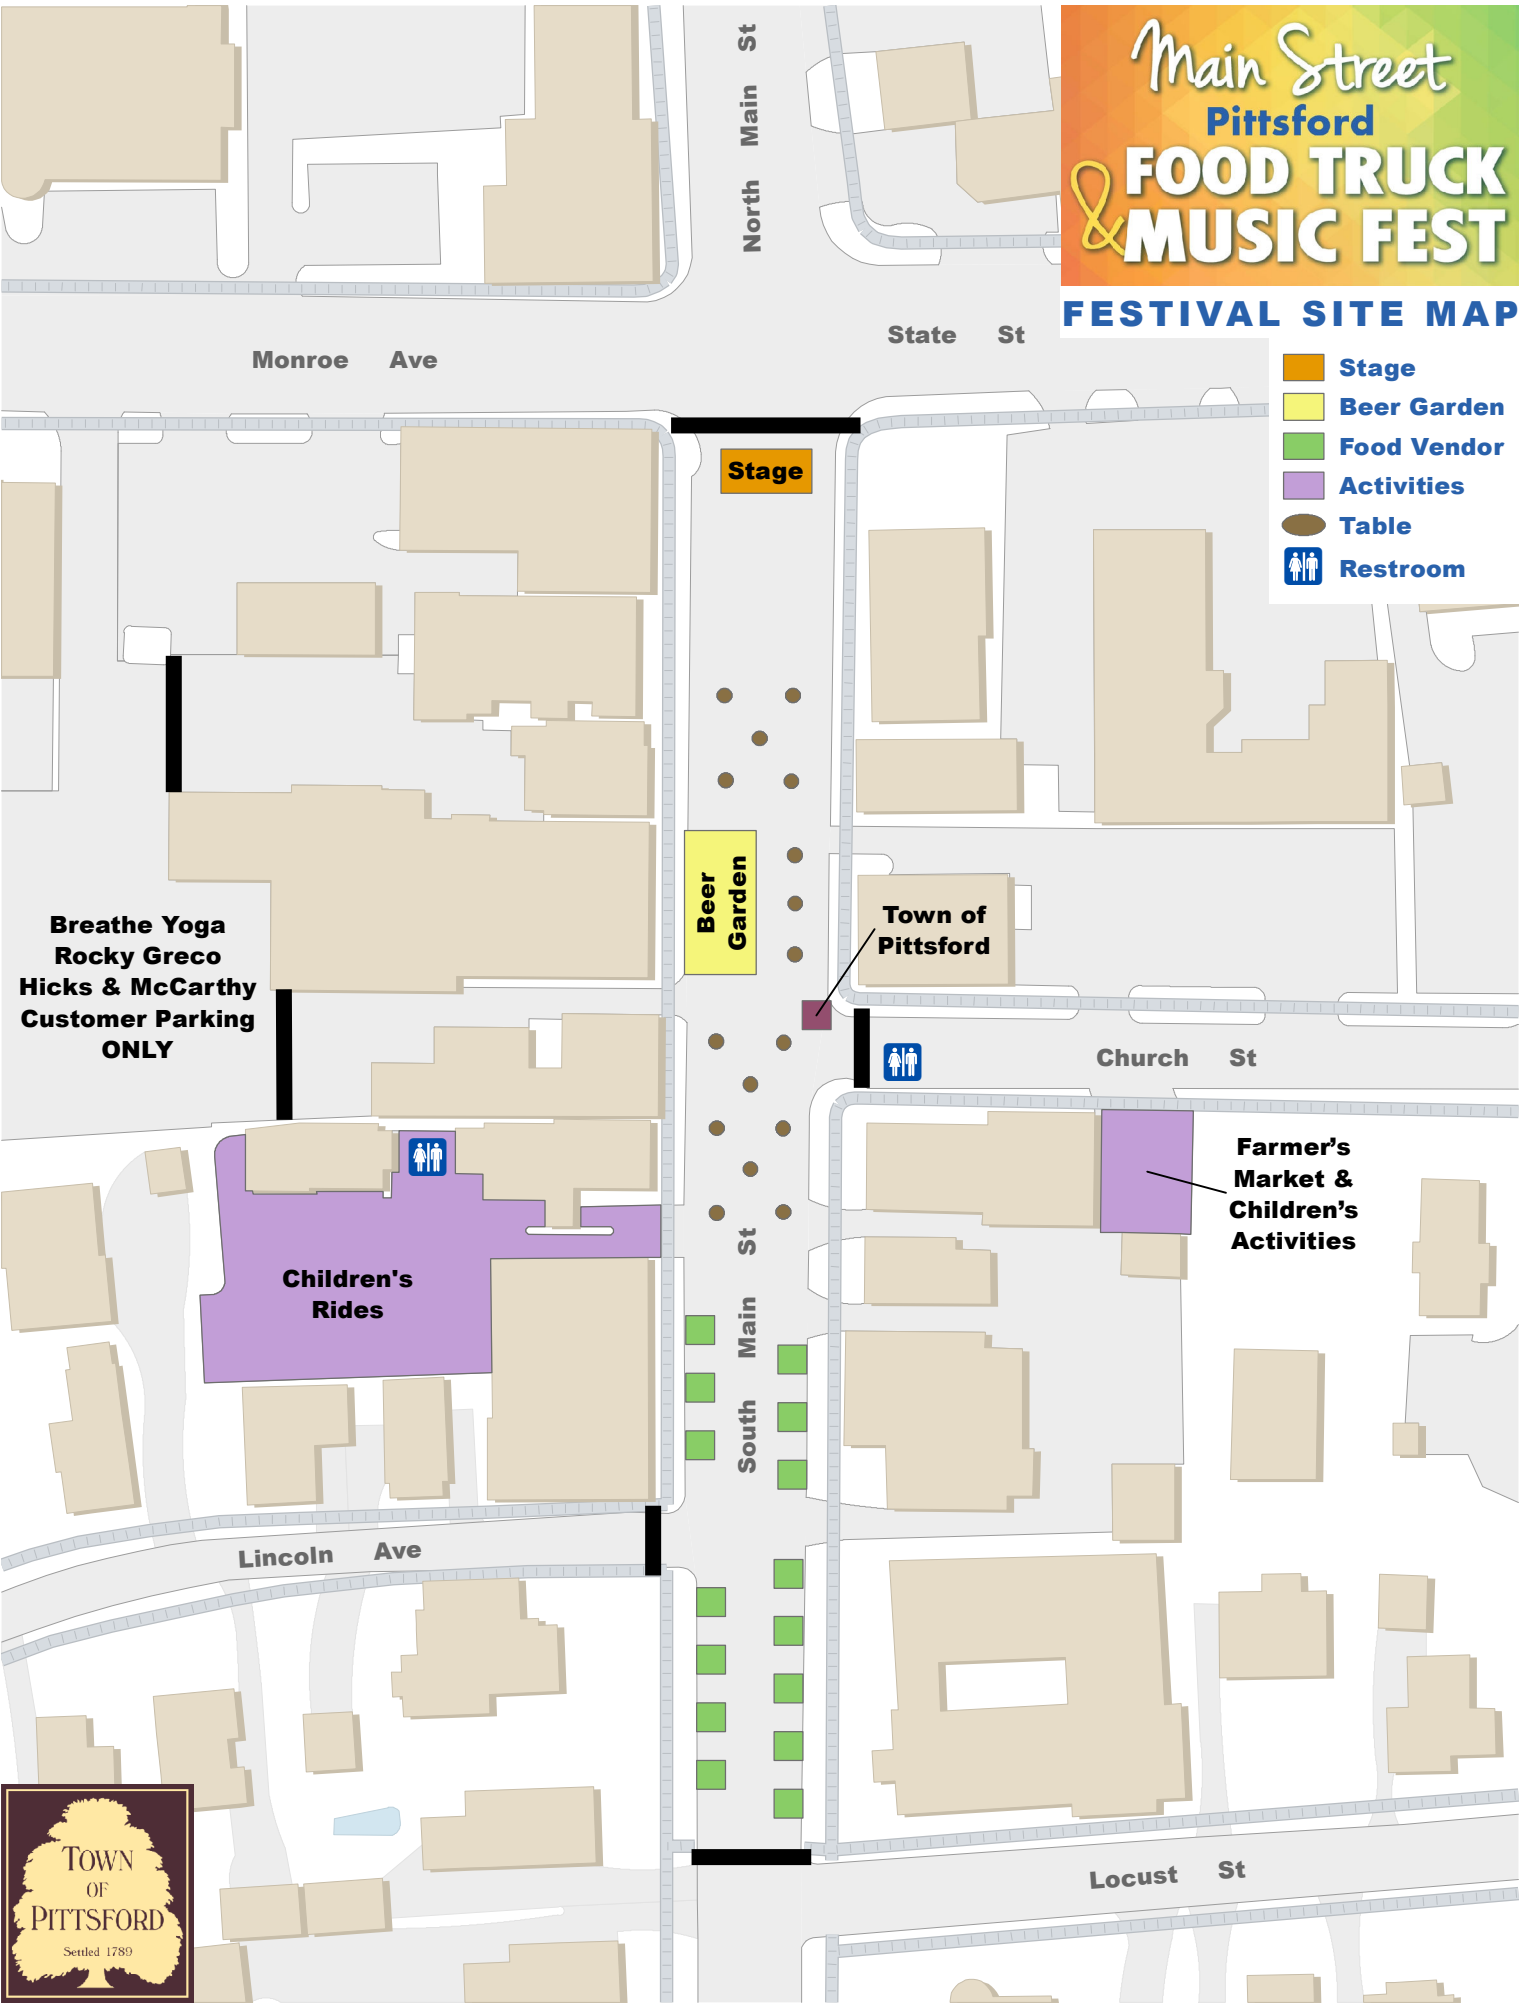 Main Street
Pittsford
FOOD TRUCK
& MUSIC FEST
FESTIVAL SITE MAP
Stage
Beer Garden
Food Vendor
Activities
Table
Restroom
North Main St
Monroe Ave
State St
Stage
Beer
Garden
Town of
Pittsford
Breathe Yoga
Rocky Greco
Hicks & McCarthy
Customer Parking
ONLY
Church St
Farmer’s
Market &
Children’s
Activities
Children's
Rides
South Main St
Lincoln Ave
Locust St
TOWN
OF
PITTSFORD
Settled 1789